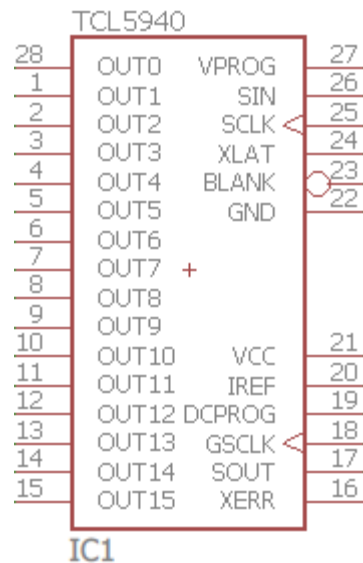 TCL5940
28 OUT0 VPROG 27
1 OUT1 SIN 26
2 OUT2 SCLK 25
3 OUT3 XLAT 24
4 OUT4 BLANK 23
5 OUT5 GND 22
6 OUT6
7 OUT7
8 OUT8
9 OUT9
10 OUT10 VCC 21
11 OUT11 IREF 20
12 OUT12 DCPROG 19
13 OUT13 GSCLK 18
14 OUT14 SOUT 17
15 OUT15 XERR 16
IC1